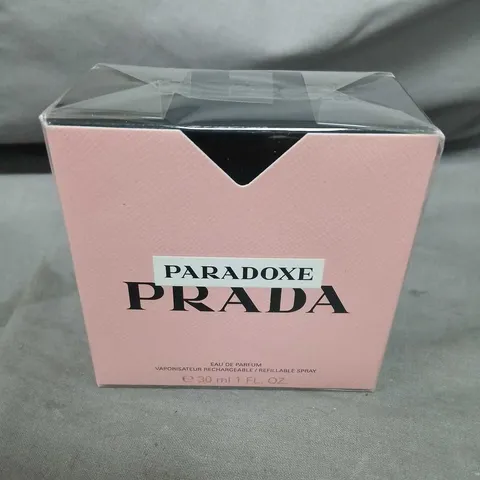 PARADOXE
PRADA
EAU DE PARFUM
VAPORISATEUR RECHARGEABLE / REFILLABLE SPRAY
℮ 30 ml 1 FL. OZ.